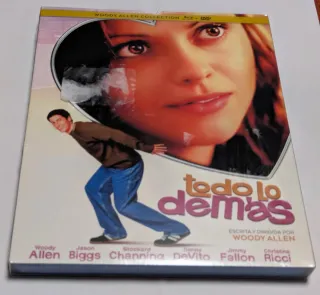 WOODY ALLEN COLLECTION
todo lo
demás
ESCRITA Y DIRIGIDA POR
WOODY ALLEN
Woody Jason Stockard Danny Jimmy Christina
Allen Biggs Channing DeVito Fallon Ricci